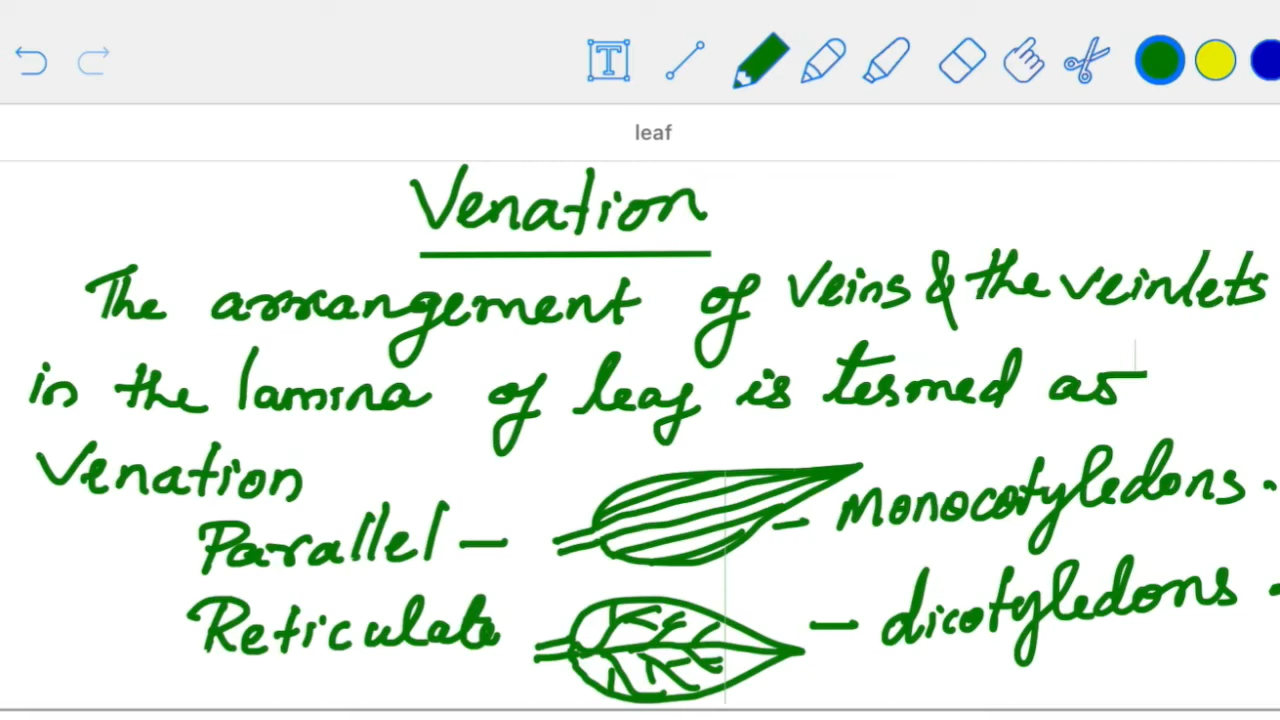 leaf
Venation
The arrangement of veins & the veinlets
in the lamina of leaf is termed as
Venation
Parallel - - Monocotyledons.
Reticulate - dicotyledons.